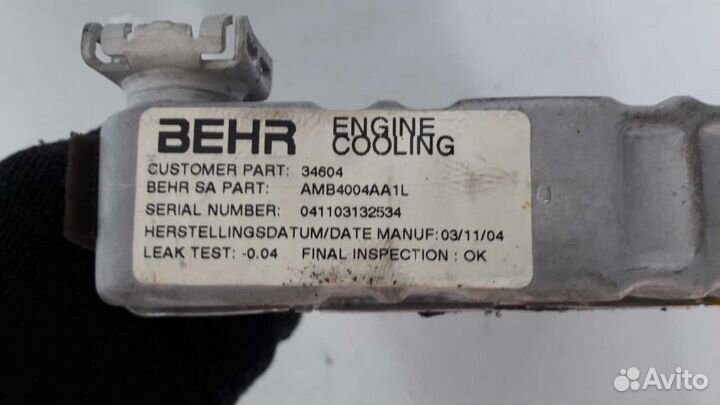 BEHR ENGINE COOLING
CUSTOMER PART: 34604
BEHR SA PART: AMB4004AA1L
SERIAL NUMBER: 041103132534
HERSTELLINGSDATUM/DATE MANUF: 03/11/04
LEAK TEST: -0.04 FINAL INSPECTION : OK
Avito